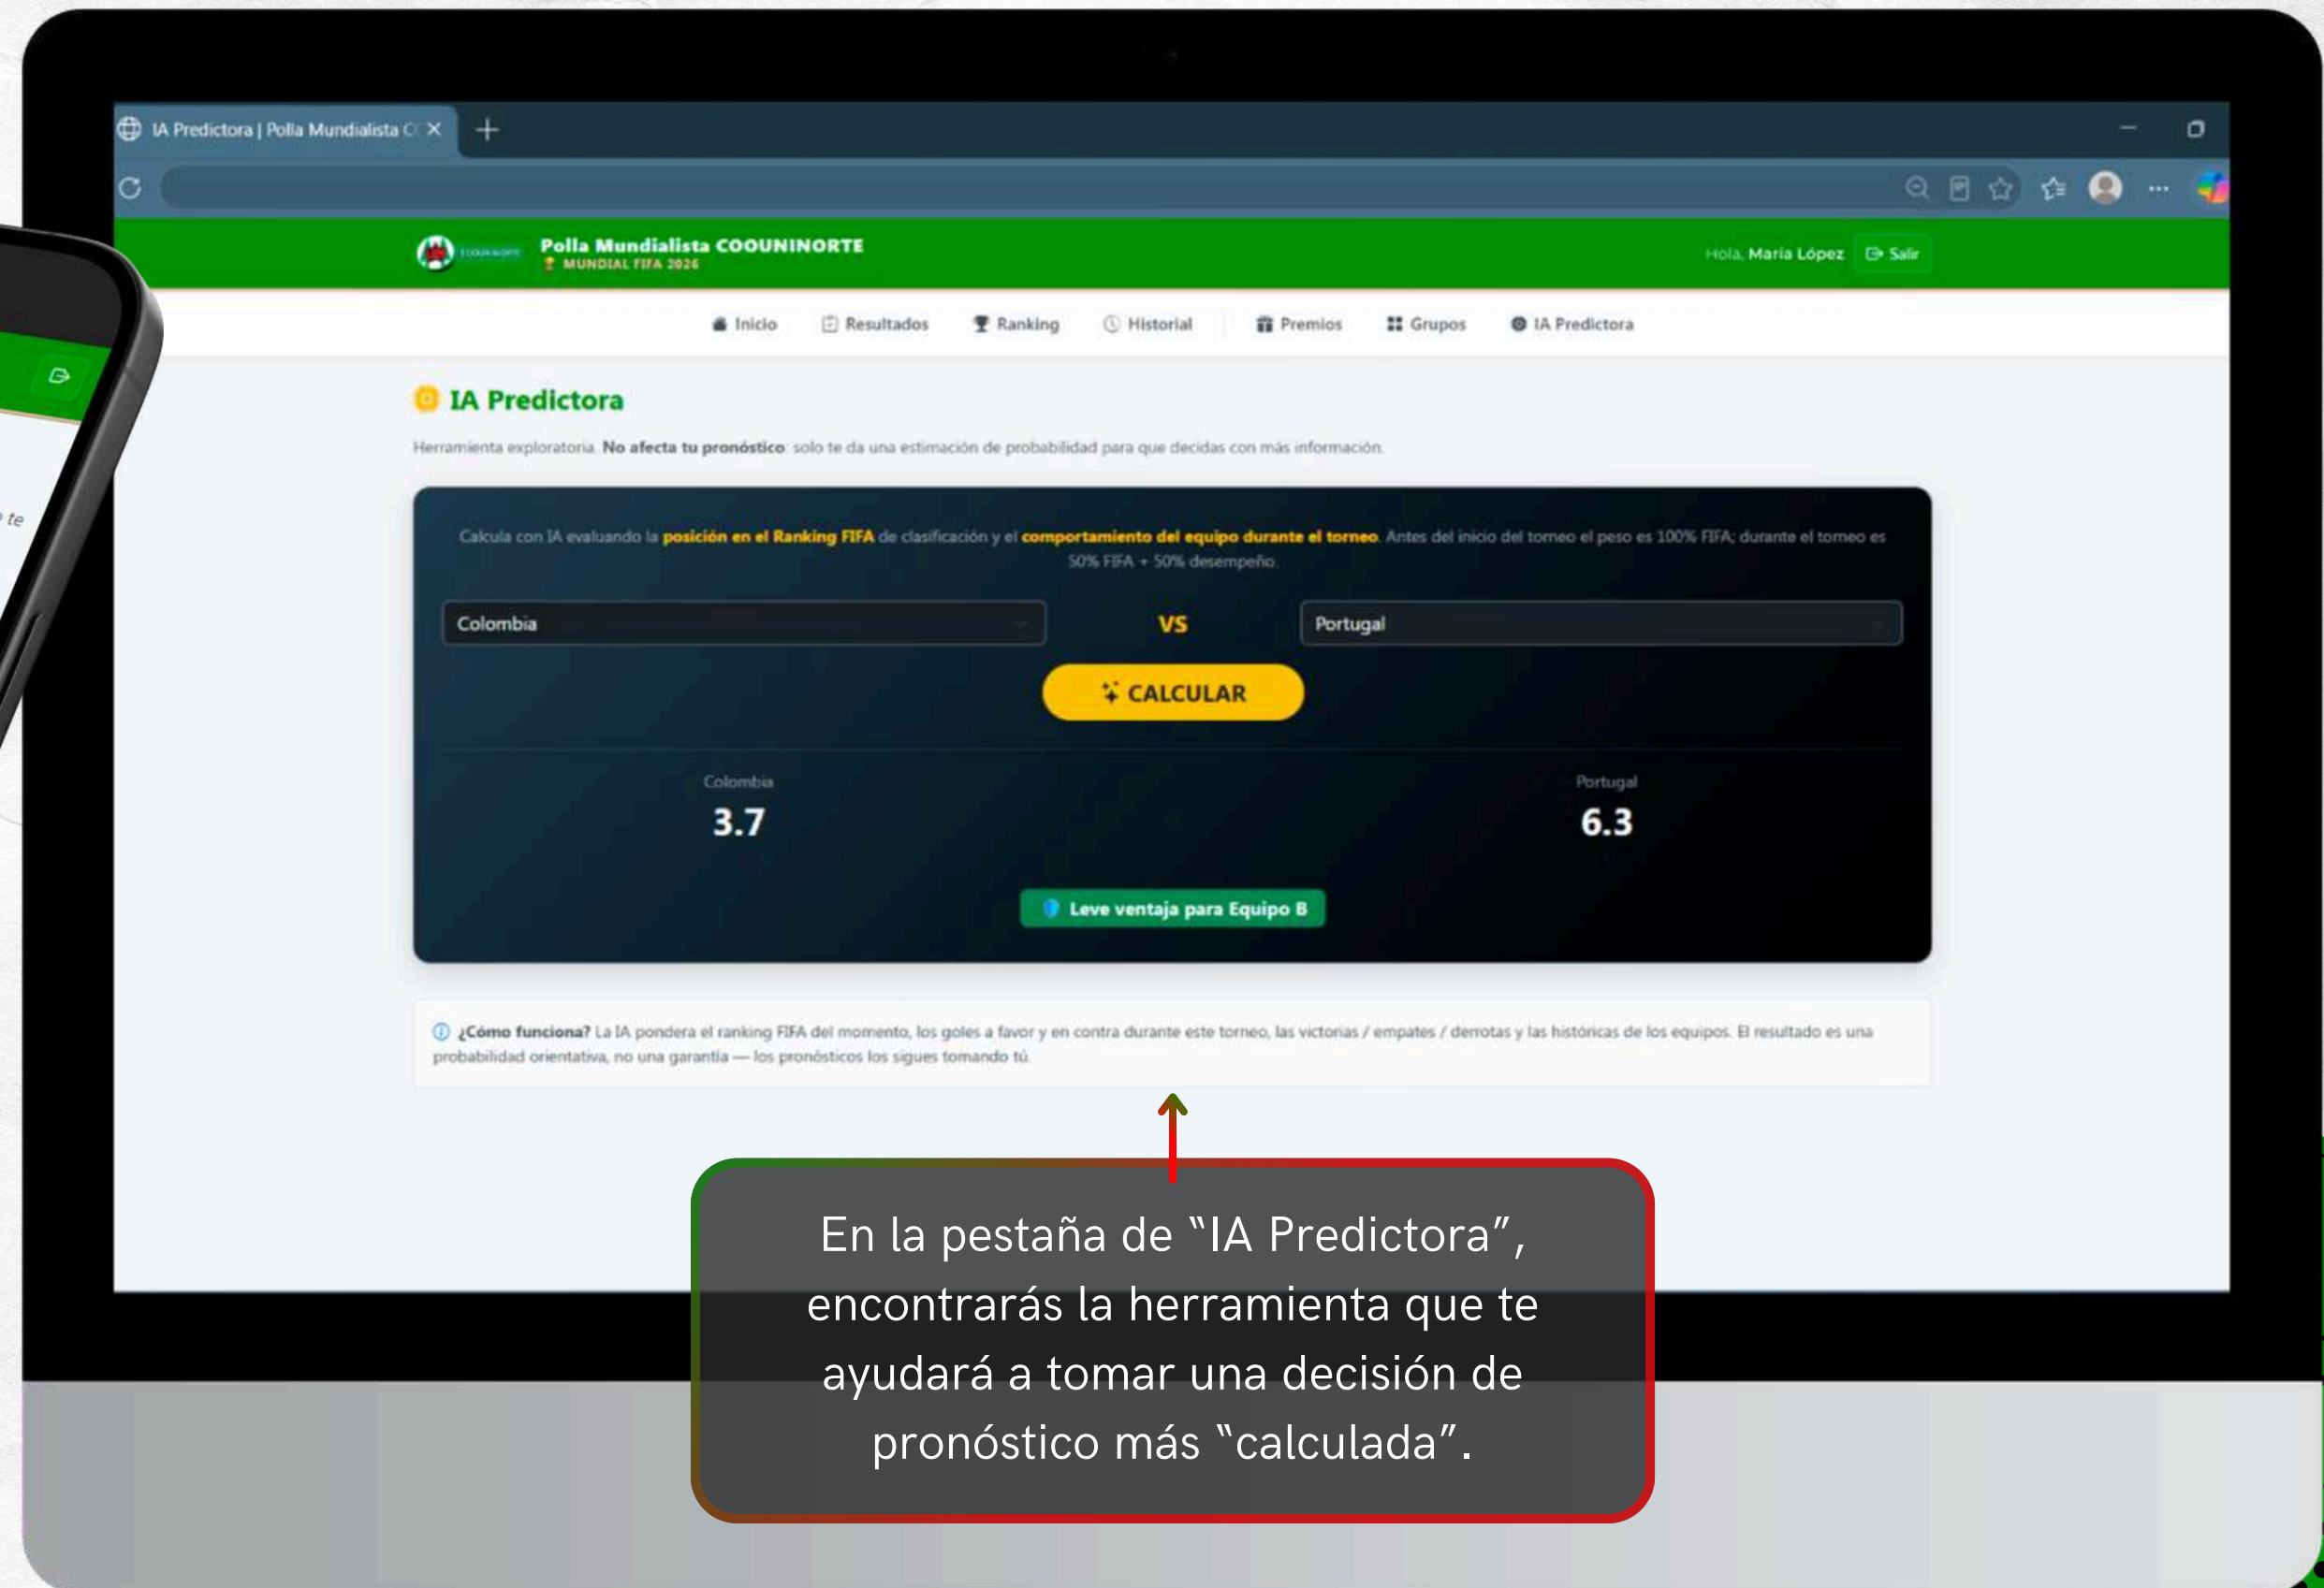 IA Predictora | Polla Mundialista C
COOUNINORTE
Polla Mundialista COOUNINORTE
MUNDIAL FIFA 2026
Hola, María López
Salir
Inicio
Resultados
Ranking
Historial
Premios
Grupos
IA Predictora
IA Predictora
Herramienta exploratoria. No afecta tu pronóstico: solo te da una estimación de probabilidad para que decidas con más información.
Calcula con IA evaluando la posición en el Ranking FIFA de clasificación y el comportamiento del equipo durante el torneo. Antes del inicio del torneo el peso es 100% FIFA; durante el torneo es
50% FIFA + 50% desempeño.
Colombia
VS
Portugal
CALCULAR
Colombia
3.7
Portugal
6.3
Leve ventaja para Equipo B
¿Cómo funciona? La IA pondera el ranking FIFA del momento, los goles a favor y en contra durante este torneo, las victorias / empates / derrotas y las históricas de los equipos. El resultado es una
probabilidad orientativa, no una garantía — los pronósticos los sigues tomando tú.
te
En la pestaña de “IA Predictora”,
encontrarás la herramienta que te
ayudará a tomar una decisión de
pronóstico más “calculada”.